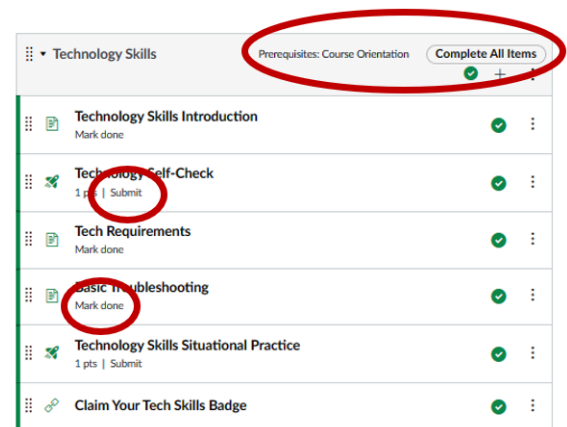 Technology Skills
Prerequisites: Course Orientation
Complete All Items
Technology Skills Introduction
Mark done
Technology Self-Check
1 pts | Submit
Tech Requirements
Mark done
Basic Troubleshooting
Mark done
Technology Skills Situational Practice
1 pts | Submit
Claim Your Tech Skills Badge